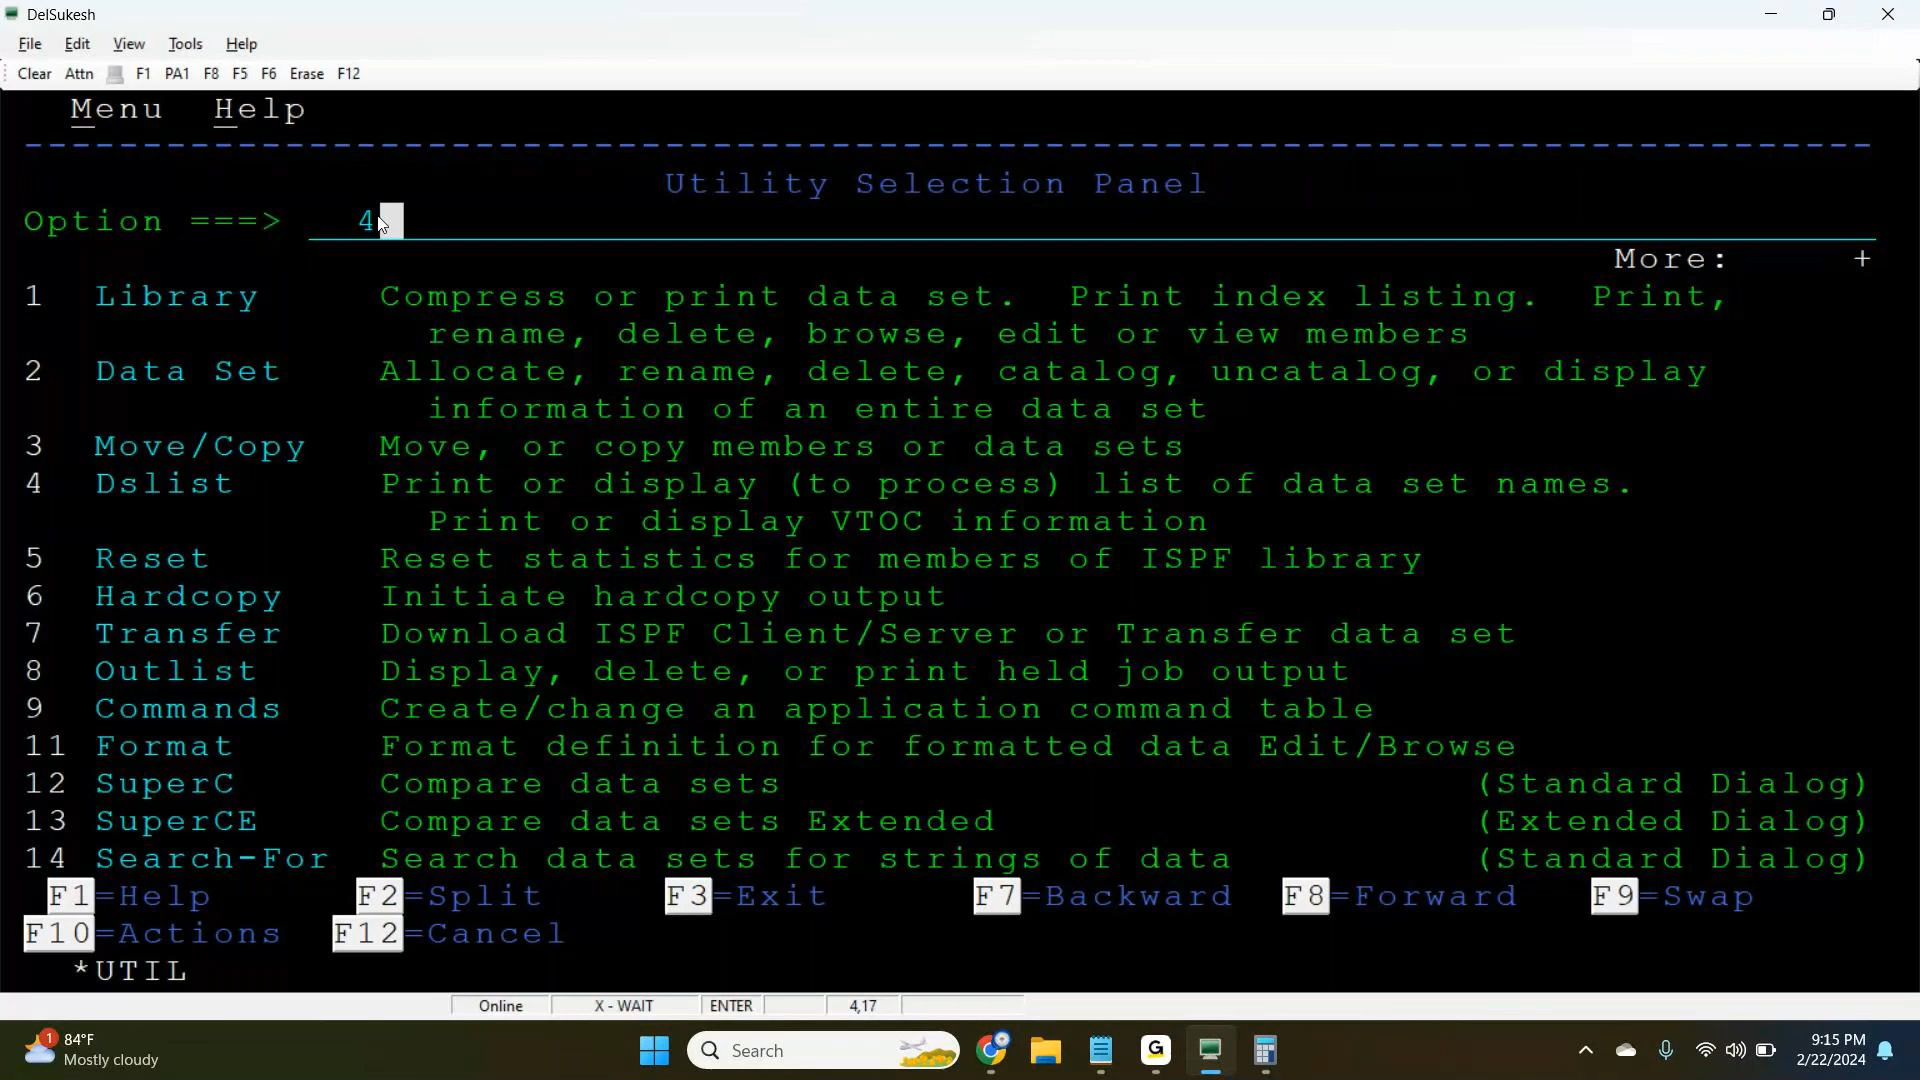 DelSukesh
File Edit View Tools Help
Clear Attn F1 PA1 F8 F5 F6 Erase F12
Menu Help
Utility Selection Panel
Option ===> 4
More: +
1 Library Compress or print data set. Print index listing. Print,
rename, delete, browse, edit or view members
2 Data Set Allocate, rename, delete, catalog, uncatalog, or display
information of an entire data set
3 Move/Copy Move, or copy members or data sets
4 Dslist Print or display (to process) list of data set names.
Print or display VTOC information
5 Reset Reset statistics for members of ISPF library
6 Hardcopy Initiate hardcopy output
7 Transfer Download ISPF Client/Server or Transfer data set
8 Outlist Display, delete, or print held job output
9 Commands Create/change an application command table
11 Format Format definition for formatted data Edit/Browse
12 SuperC Compare data sets (Standard Dialog)
13 SuperCE Compare data sets Extended (Extended Dialog)
14 Search-For Search data sets for strings of data (Standard Dialog)
F1=Help F2=Split F3=Exit F7=Backward F8=Forward F9=Swap
F10=Actions F12=Cancel
*UTIL
Online X - WAIT ENTER 4,17
1 84°F
Mostly cloudy
Search
G
9:15 PM
2/22/2024